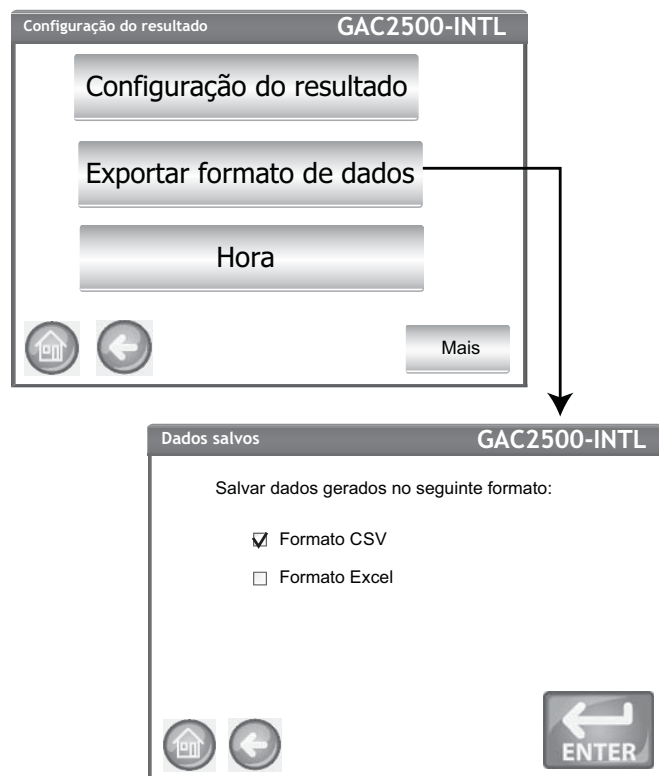 Configuração do resultado GAC2500-INTL
Configuração do resultado
Exportar formato de dados
Hora
Mais
Dados salvos GAC2500-INTL
Salvar dados gerados no seguinte formato:
Formato CSV
Formato Excel
ENTER